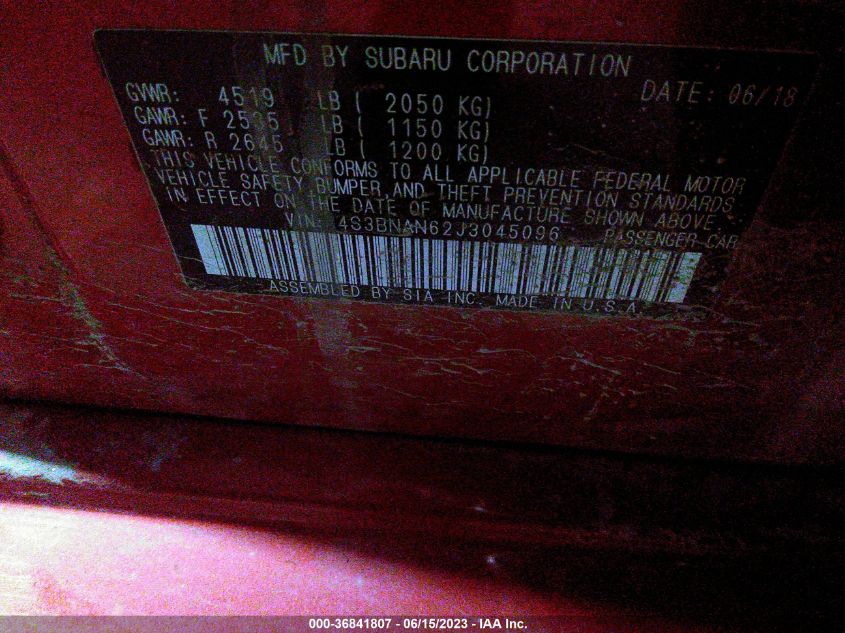 MFD BY SUBARU CORPORATION
DATE: 06/18
GVWR: 4519 LB ( 2050 KG)
GAWR: F 2535 LB ( 1150 KG)
GAWR: R 2645 LB ( 1200 KG)
THIS VEHICLE CONFORMS TO ALL APPLICABLE FEDERAL MOTOR
VEHICLE SAFETY BUMPER, AND THEFT PREVENTION STANDARDS
IN EFFECT ON THE DATE OF MANUFACTURE SHOWN ABOVE.
VIN: 4S3BNAN62J3045096 PASSENGER CAR
ASSEMBLED BY SIA INC. MADE IN U.S.A.
000-36841807 - 06/15/2023 - IAA Inc.